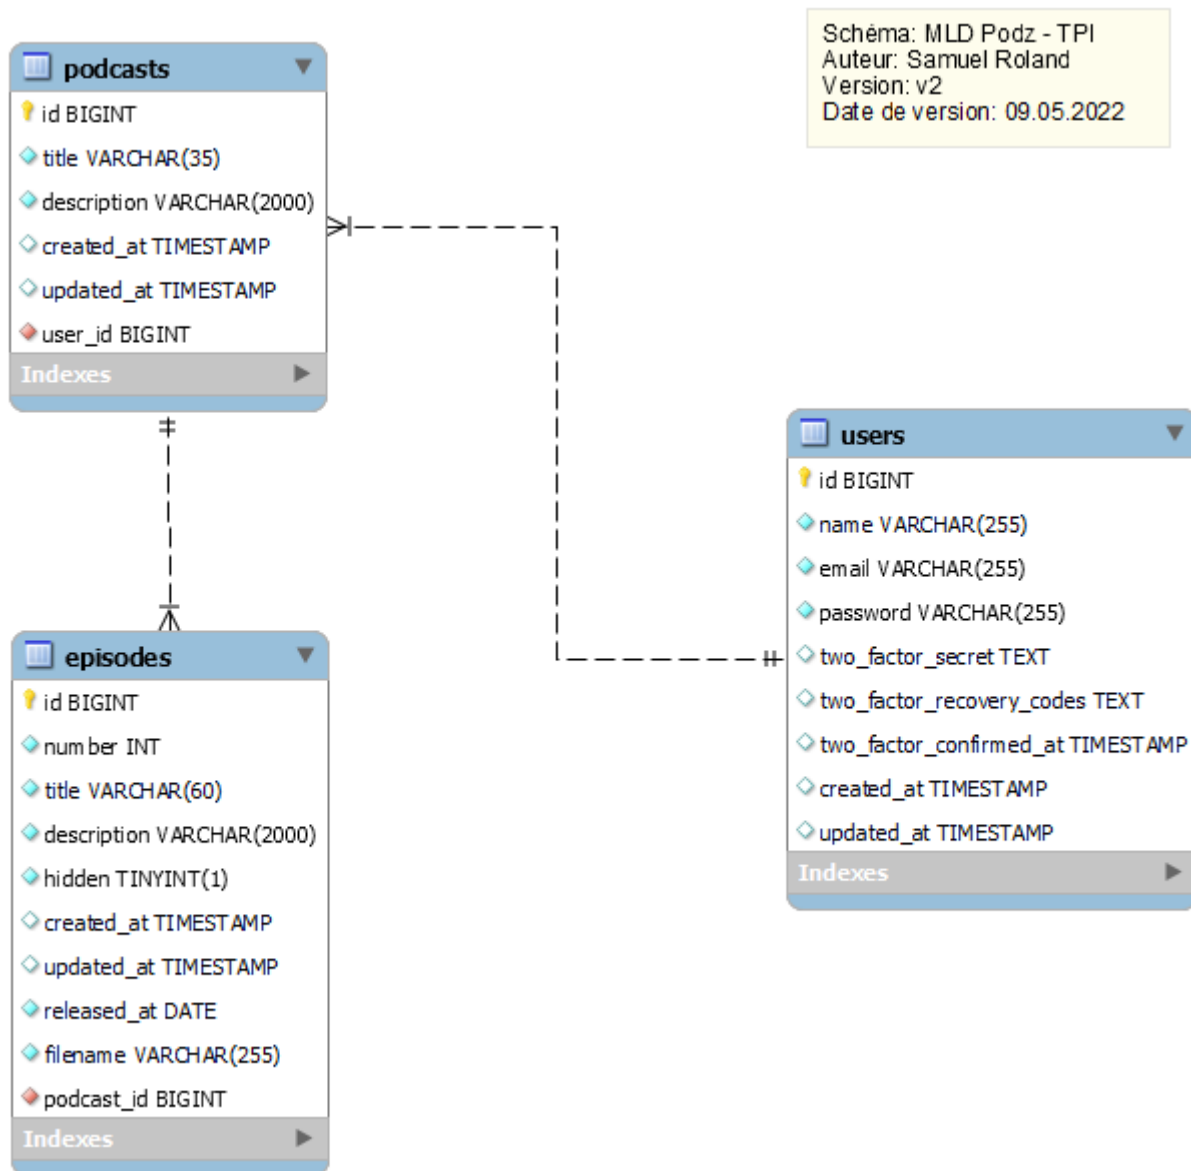 Schéma: MLD Podz - TPI
Auteur: Samuel Roland
Version: v2
Date de version: 09.05.2022
podcasts
id BIGINT
title VARCHAR(35)
description VARCHAR(2000)
created_at TIMESTAMP
updated_at TIMESTAMP
user_id BIGINT
Indexes
users
id BIGINT
name VARCHAR(255)
email VARCHAR(255)
password VARCHAR(255)
two_factor_secret TEXT
two_factor_recovery_codes TEXT
two_factor_confirmed_at TIMESTAMP
created_at TIMESTAMP
updated_at TIMESTAMP
Indexes
episodes
id BIGINT
number INT
title VARCHAR(60)
description VARCHAR(2000)
hidden TINYINT(1)
created_at TIMESTAMP
updated_at TIMESTAMP
released_at DATE
filename VARCHAR(255)
podcast_id BIGINT
Indexes